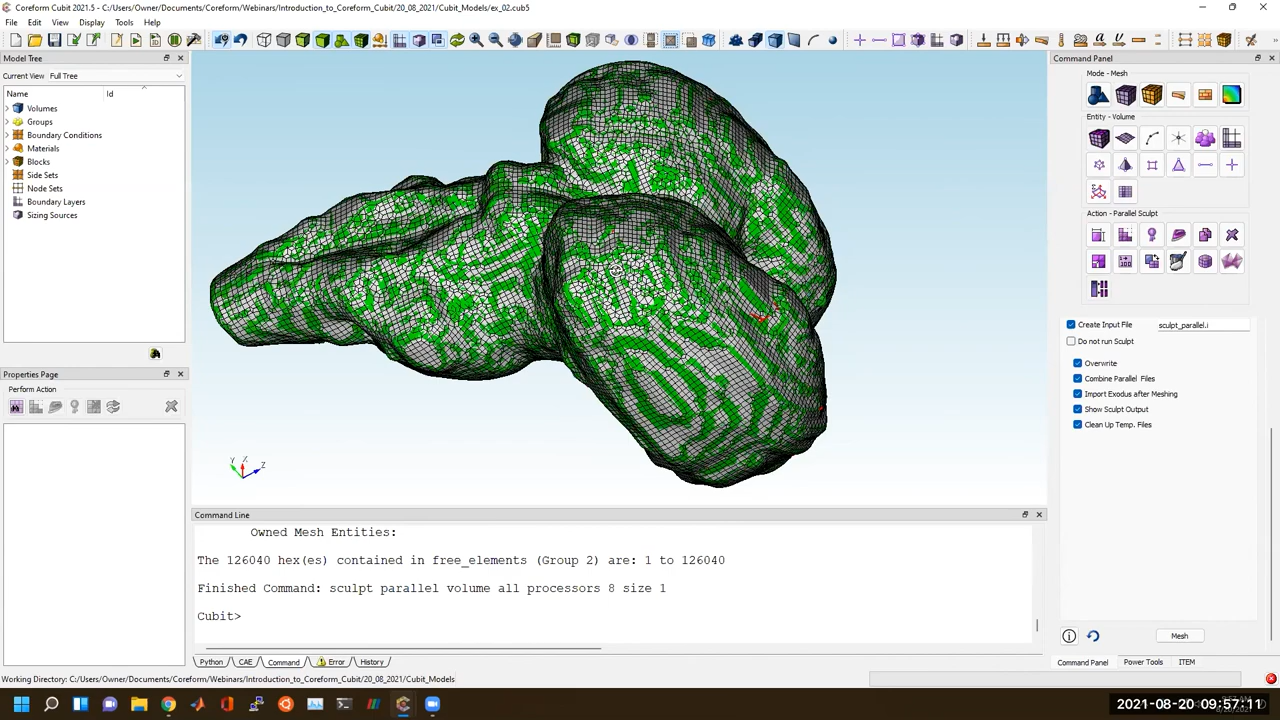 Coreform Cubit 2021.5 - C:/Users/Owner/Documents/Coreform/Webinars/Introduction_to_Coreform_Cubit/20_08_2021/Cubit_Models/ex_02.cub5
File Edit View Display Tools Help
Model Tree
Current View Full Tree
Name Id
Volumes
Groups
Boundary Conditions
Materials
Blocks
Side Sets
Node Sets
Boundary Layers
Sizing Sources
Properties Page
Perform Action
Y X Z
Command Line
Owned Mesh Entities:
The 126040 hex(es) contained in free_elements (Group 2) are: 1 to 126040
Finished Command: sculpt parallel volume all processors 8 size 1
Cubit>
Python CAE Command Error History
Working Directory: C:/Users/Owner/Documents/Coreform/Webinars/Introduction_to_Coreform_Cubit/20_08_2021/Cubit_Models
Command Panel
Mode - Mesh
Entity - Volume
Action - Parallel Sculpt
Create Input File sculpt_parallel.i
Do not run Sculpt
Overwrite
Combine Parallel Files
Import Exodus after Meshing
Show Sculpt Output
Clean Up Temp. Files
Mesh
Command Panel Power Tools ITEM
2021-08-20 09:57:11